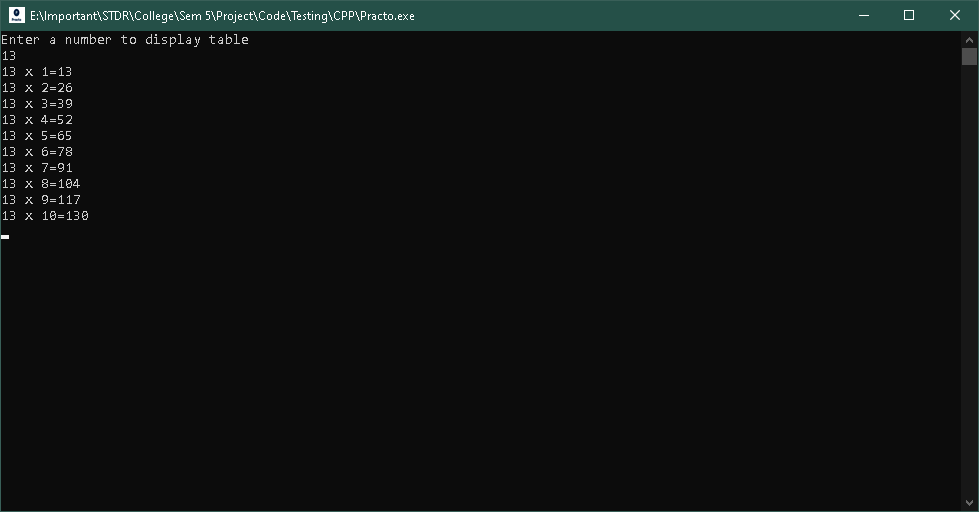 E:\Important\STDR\College\Sem 5\Project\Code\Testing\CPP\Practo.exe
Enter a number to display table
13
13 x 1=13
13 x 2=26
13 x 3=39
13 x 4=52
13 x 5=65
13 x 6=78
13 x 7=91
13 x 8=104
13 x 9=117
13 x 10=130